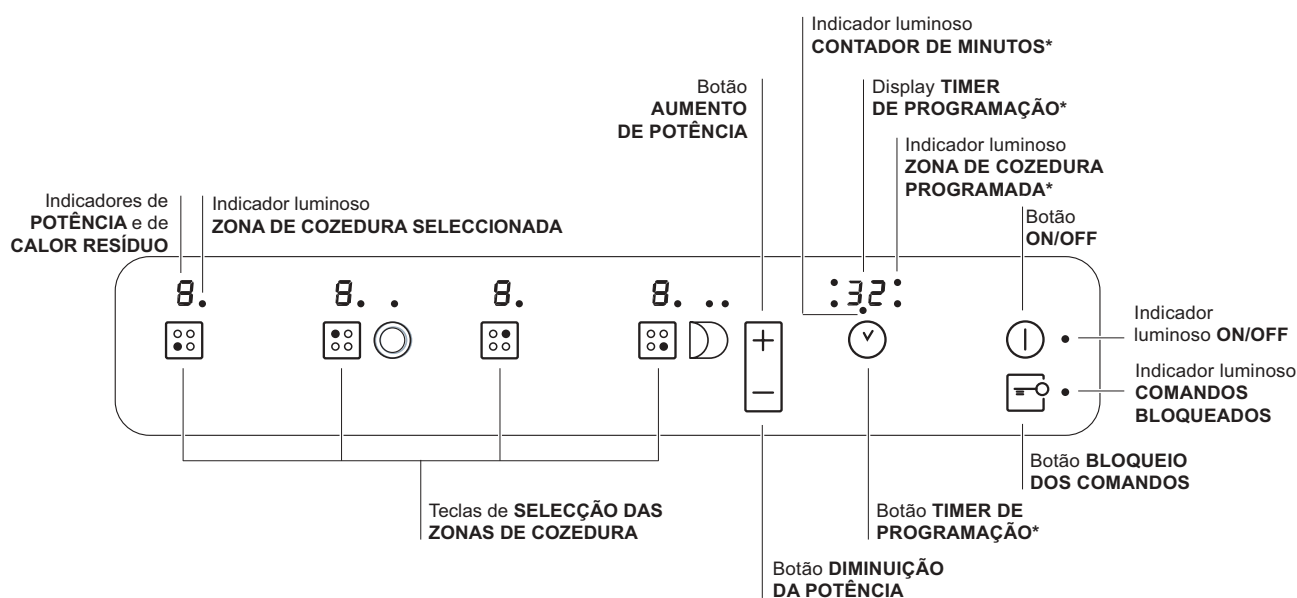 Indicador luminoso
CONTADOR DE MINUTOS*
Botão
AUMENTO
DE POTÊNCIA
Display TIMER
DE PROGRAMAÇÃO*
Indicador luminoso
ZONA DE COZEDURA
PROGRAMADA*
Indicadores de
POTÊNCIA e de
CALOR RESÍDUO
Indicador luminoso
ZONA DE COZEDURA SELECCIONADA
Botão
ON/OFF
8.
8.
8.
8.
32
Indicador
luminoso ON/OFF
Indicador luminoso
COMANDOS
BLOQUEADOS
Botão BLOQUEIO
DOS COMANDOS
Teclas de SELECÇÃO DAS
ZONAS DE COZEDURA
Botão TIMER DE
PROGRAMAÇÃO*
Botão DIMINUIÇÃO
DA POTÊNCIA